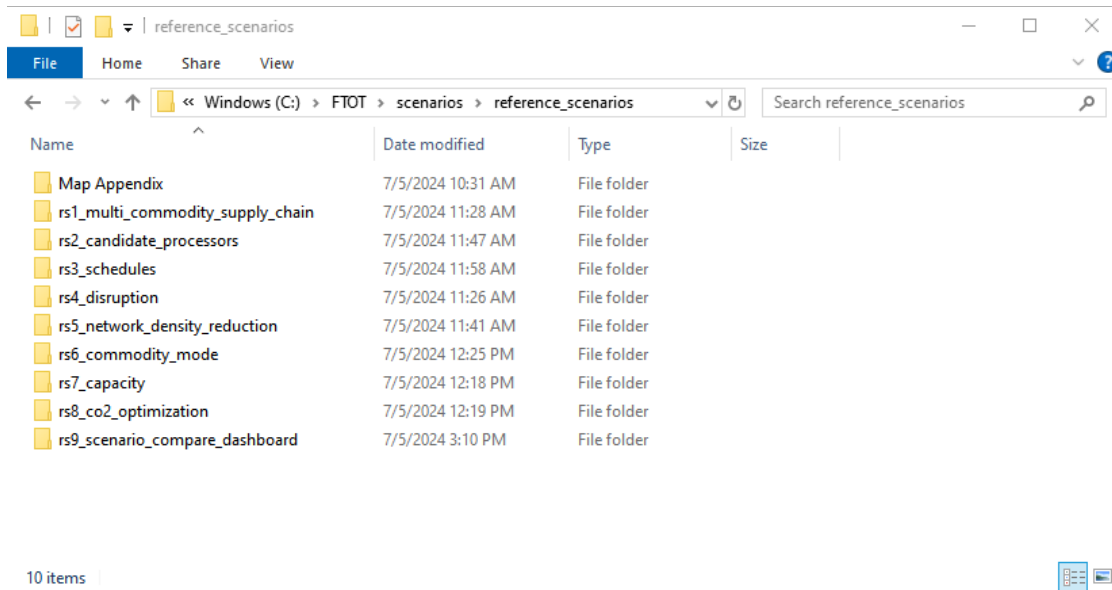 reference_scenarios
File Home Share View ?
« Windows (C:) > FTOT > scenarios > reference_scenarios Search reference_scenarios
Name Date modified Type Size
Map Appendix 7/5/2024 10:31 AM File folder
rs1_multi_commodity_supply_chain 7/5/2024 11:28 AM File folder
rs2_candidate_processors 7/5/2024 11:47 AM File folder
rs3_schedules 7/5/2024 11:58 AM File folder
rs4_disruption 7/5/2024 11:26 AM File folder
rs5_network_density_reduction 7/5/2024 11:41 AM File folder
rs6_commodity_mode 7/5/2024 12:25 PM File folder
rs7_capacity 7/5/2024 12:18 PM File folder
rs8_co2_optimization 7/5/2024 12:19 PM File folder
rs9_scenario_compare_dashboard 7/5/2024 3:10 PM File folder
10 items